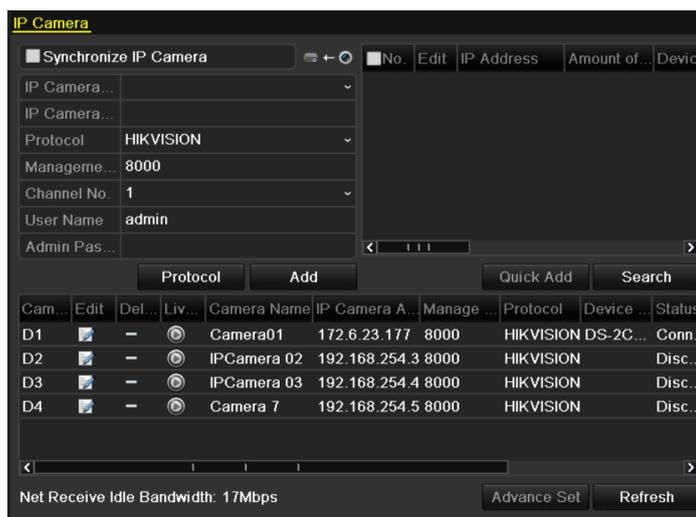 IP Camera
Synchronize IP Camera
No. Edit IP Address Amount of... Devic
IP Camera...
IP Camera...
Protocol HIKVISION
Manageme... 8000
Channel No. 1
User Name admin
Admin Pas...
Protocol Add Quick Add Search
Cam... Edit Del... Liv... Camera Name IP Camera A... Manage ... Protocol Device ... Status
D1 Camera01 172.6.23.177 8000 HIKVISION DS-2C... Conn.
D2 IPCamera 02 192.168.254.3 8000 HIKVISION Disc..
D3 IPCamera 03 192.168.254.4 8000 HIKVISION Disc..
D4 Camera 7 192.168.254.5 8000 HIKVISION Disc..
Net Receive Idle Bandwidth: 17Mbps Advance Set Refresh